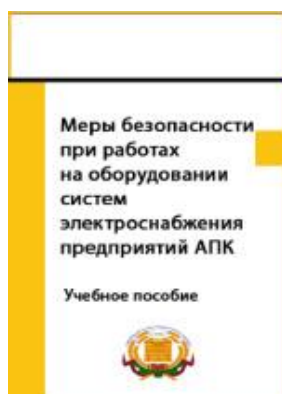 Меры безопасности
при работах
на оборудовании
систем
электроснабжения
предприятий АПК
Учебное пособие